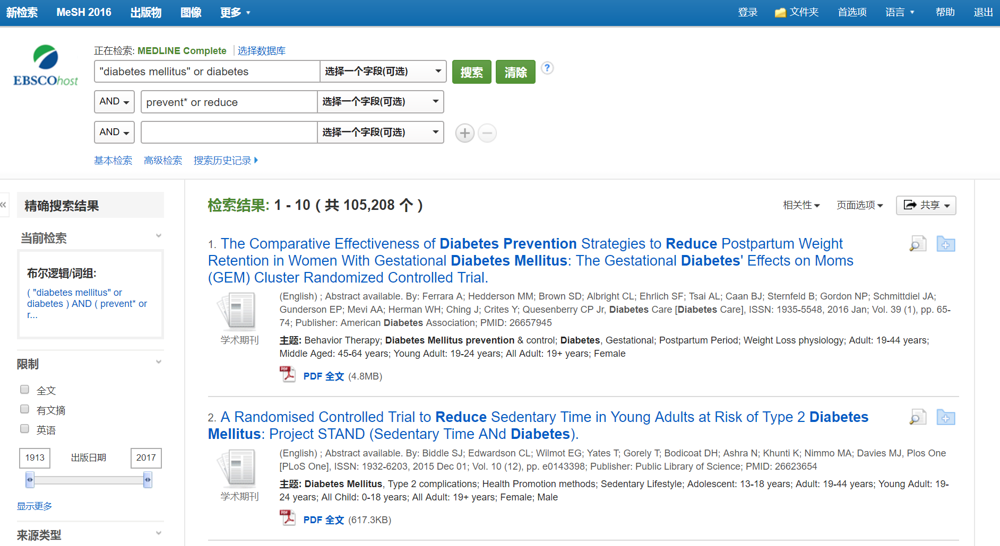 新检索 MeSH 2016 出版物 图像 更多 登录 文件夹 首选项 语言 帮助 退出
正在检索: MEDLINE Complete 选择数据库
EBSCOhost
"diabetes mellitus" or diabetes 选择一个字段(可选) 搜索 清除 ?
AND prevent* or reduce 选择一个字段(可选)
AND 选择一个字段(可选)
基本检索 高级检索 搜索历史记录
精确搜索结果
当前检索
布尔逻辑/词组:
( "diabetes mellitus" or
diabetes ) AND ( prevent* or
r...
限制
全文
有文摘
英语
1913 出版日期 2017
显示更多
来源类型
检索结果: 1 - 10 ( 共 105,208 个 ) 相关性 页面选项 共享
1. The Comparative Effectiveness of Diabetes Prevention Strategies to Reduce Postpartum Weight
Retention in Women With Gestational Diabetes Mellitus: The Gestational Diabetes' Effects on Moms
(GEM) Cluster Randomized Controlled Trial.
学术期刊
(English) ; Abstract available. By: Ferrara A; Hedderson MM; Brown SD; Albright CL; Ehrlich SF; Tsai AL; Caan BJ; Sternfeld B; Gordon NP; Schmittdiel JA;
Gunderson EP; Mevi AA; Herman WH; Ching J; Crites Y; Quesenberry CP Jr, Diabetes Care [Diabetes Care], ISSN: 1935-5548, 2016 Jan; Vol. 39 (1), pp. 65-
74; Publisher: American Diabetes Association; PMID: 26657945
主题: Behavior Therapy; Diabetes Mellitus prevention & control; Diabetes, Gestational; Postpartum Period; Weight Loss physiology; Adult: 19-44 years;
Middle Aged: 45-64 years; Young Adult: 19-24 years; All Adult: 19+ years; Female
PDF PDF 全文 (4.8MB)
2. A Randomised Controlled Trial to Reduce Sedentary Time in Young Adults at Risk of Type 2 Diabetes
Mellitus: Project STAND (Sedentary Time ANd Diabetes).
学术期刊
(English) ; Abstract available. By: Biddle SJ; Edwardson CL; Wilmot EG; Yates T; Gorely T; Bodicoat DH; Ashra N; Khunti K; Nimmo MA; Davies MJ, Plos One
[PLoS One], ISSN: 1932-6203, 2015 Dec 01; Vol. 10 (12), pp. e0143398; Publisher: Public Library of Science; PMID: 26623654
主题: Diabetes Mellitus, Type 2 complications; Health Promotion methods; Sedentary Lifestyle; Adolescent: 13-18 years; Adult: 19-44 years; Young Adult: 19-
24 years; All Child: 0-18 years; All Adult: 19+ years; Female; Male
PDF PDF 全文 (617.3KB)